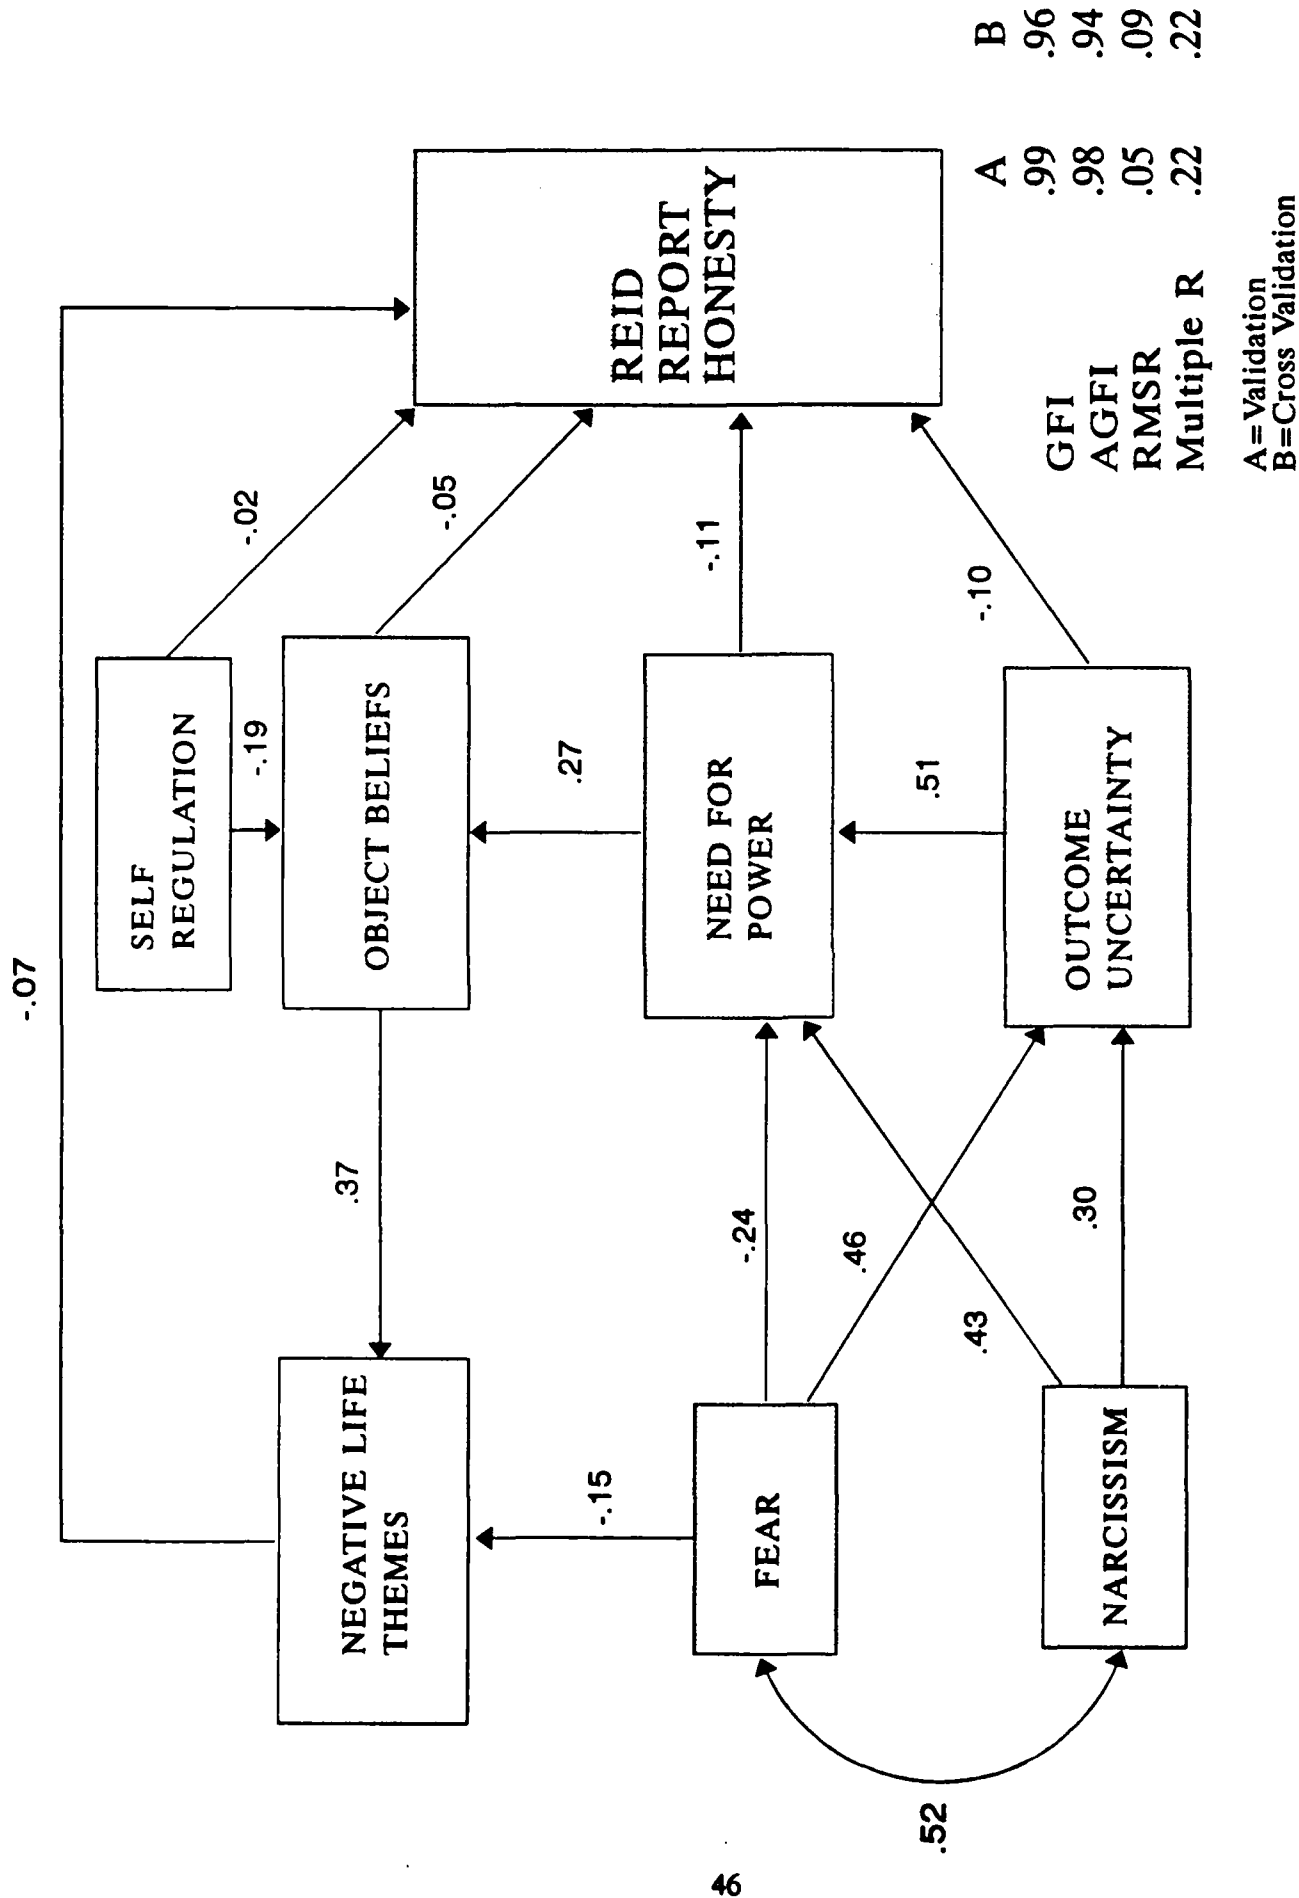 -.07
SELF
REGULATION
-.02
-.19
NEGATIVE LIFE
THEMES
.37
OBJECT BELIEFS
-.05
REID
REPORT
HONESTY
-.15
.27
FEAR
-.24
NEED FOR
POWER
-.11
.46
.51
-.10
.52
.43
NARCISSISM
.30
OUTCOME
UNCERTAINTY
A B
GFI .99 .96
AGFI .98 .94
RMSR .05 .09
Multiple R .22 .22
A=Validation
B=Cross Validation
46